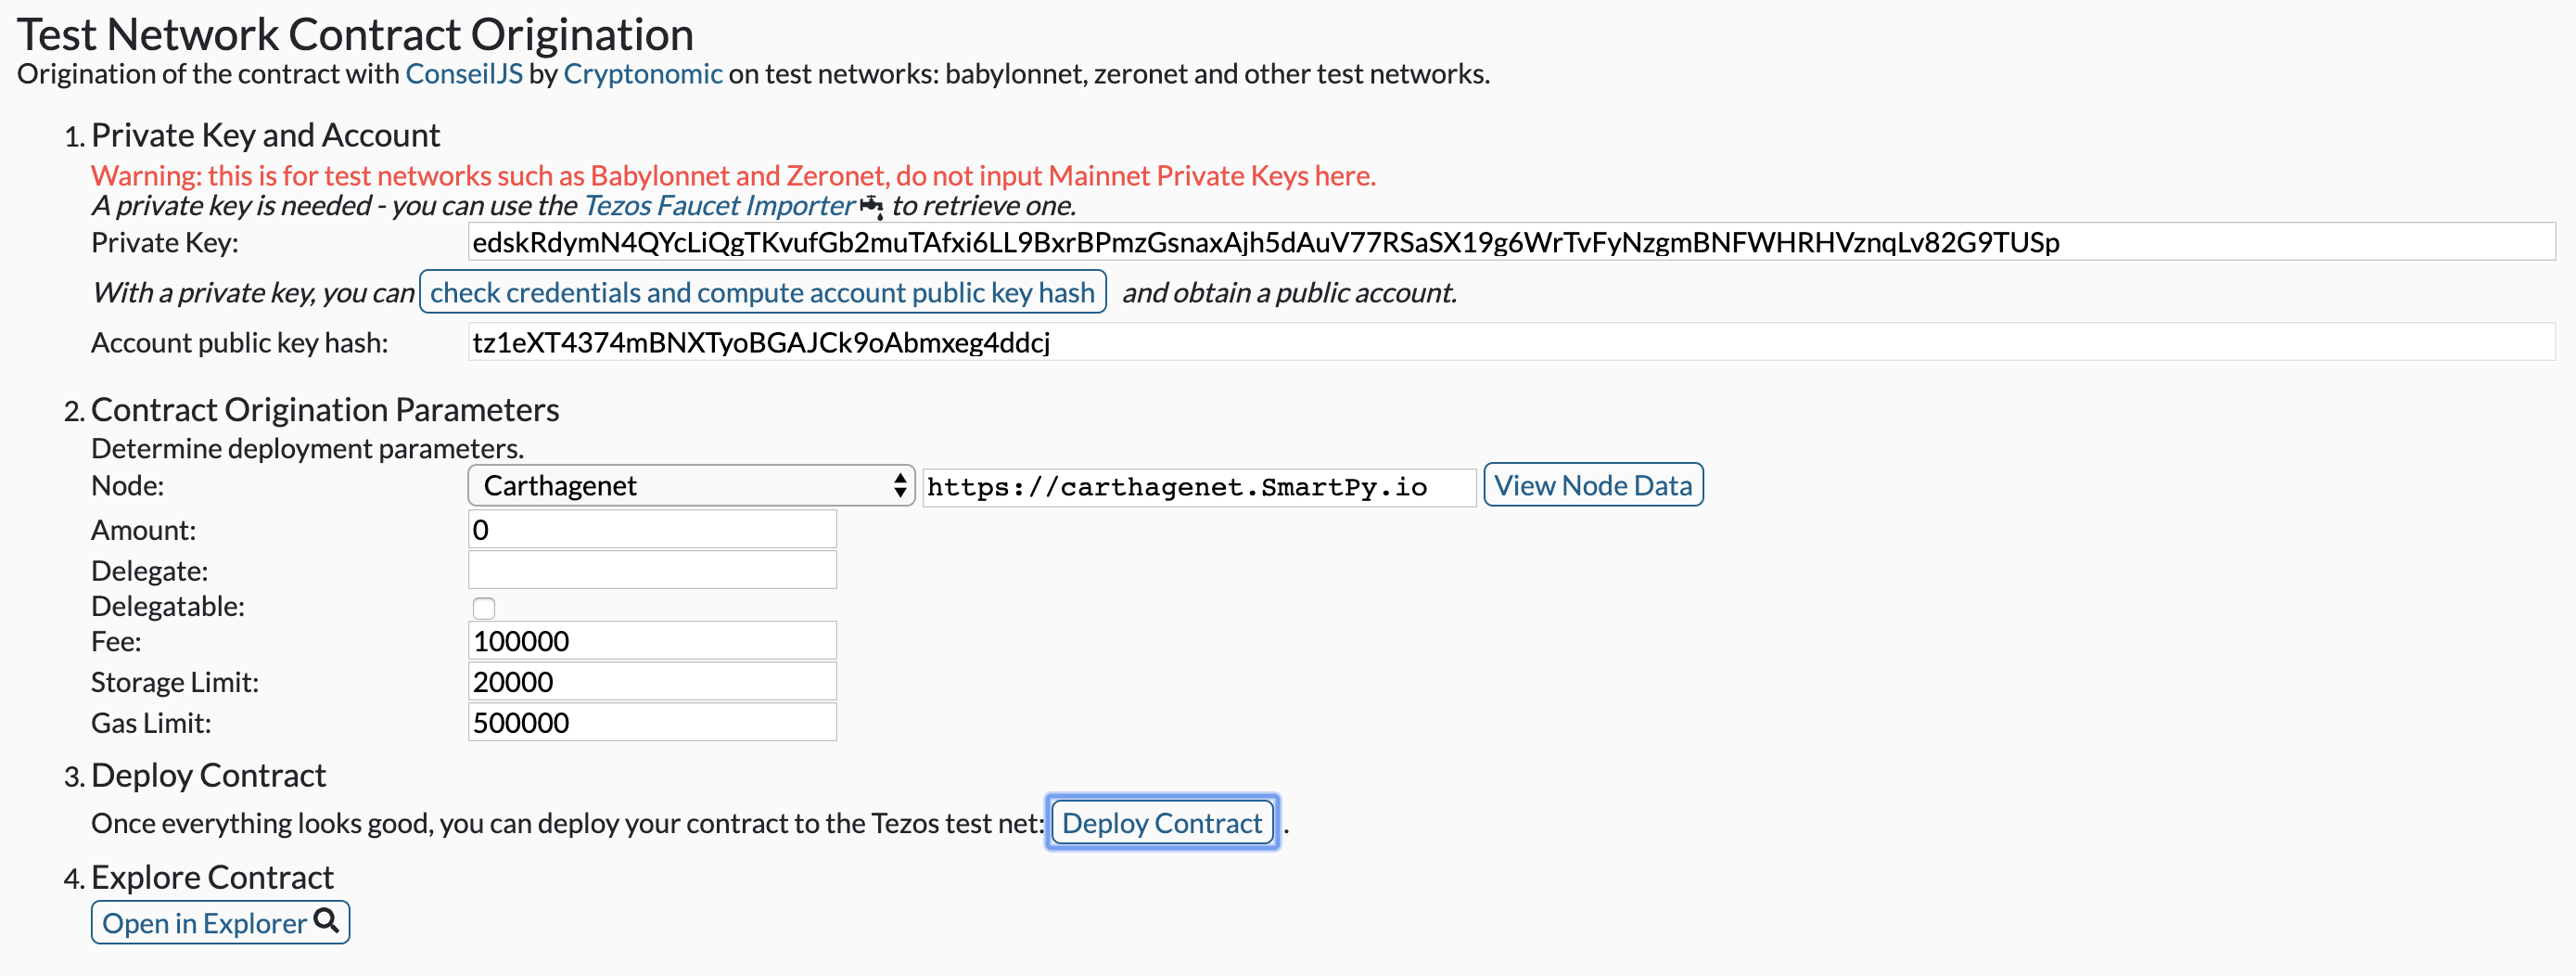 Test Network Contract Origination
Origination of the contract with ConseilJS by Cryptonomic on test networks: babylonnet, zeronet and other test networks.
1. Private Key and Account
Warning: this is for test networks such as Babylonnet and Zeronet, do not input Mainnet Private Keys here.
A private key is needed - you can use the Tezos Faucet Importer to retrieve one.
Private Key: edskRdymN4QYcLiQgTKvufGb2muTAfxi6LL9BxrBPmzGsnaxAjh5dAuV77RSaSX19g6WrTvFyNzgmBNFWHRHVznqLv82G9TUSp
With a private key, you can check credentials and compute account public key hash and obtain a public account.
Account public key hash: tz1eXT4374mBNXTyoBGAJCk9oAbmxeg4ddcj
2. Contract Origination Parameters
Determine deployment parameters.
Node: Carthagenet https://carthagenet.SmartPy.io View Node Data
Amount: 0
Delegate:
Delegatable:
Fee: 100000
Storage Limit: 20000
Gas Limit: 500000
3. Deploy Contract
Once everything looks good, you can deploy your contract to the Tezos test net: Deploy Contract .
4. Explore Contract
Open in Explorer